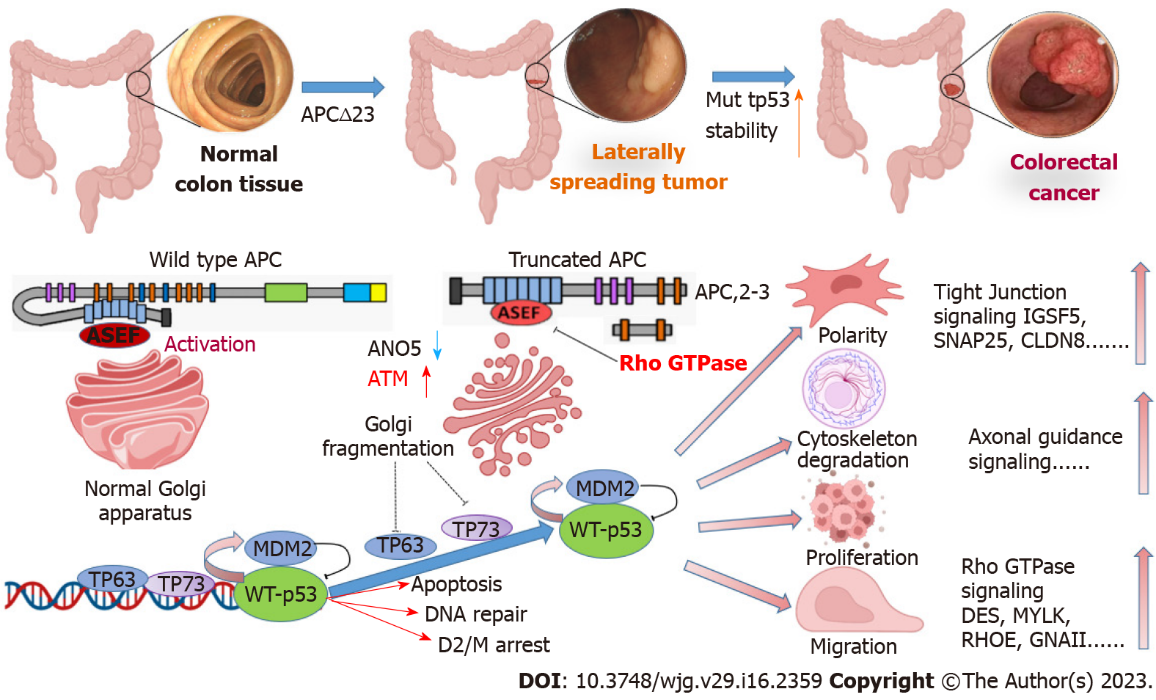 APCΔ23
Mut tp53
stability
Normal
colon tissue
Laterally
spreading tumor
Colorectal
cancer
Wild type APC
ASEF
Activation
Truncated APC
APC,2-3
ASEF
Rho GTPase
ANO5
ATM
Golgi
fragmentation
Normal Golgi
apparatus
Polarity
Tight Junction
signaling IGSF5,
SNAP25, CLDN8.......
Cytoskeleton
degradation
Axonal guidance
signaling......
Proliferation
Migration
Rho GTPase
signaling
DES, MYLK,
RHOE, GNAII......
MDM2
WT-p53
TP73
TP63
MDM2
TP63
TP73
WT-p53
Apoptosis
DNA repair
D2/M arrest
DOI: 10.3748/wjg.v29.i16.2359 Copyright ©The Author(s) 2023.